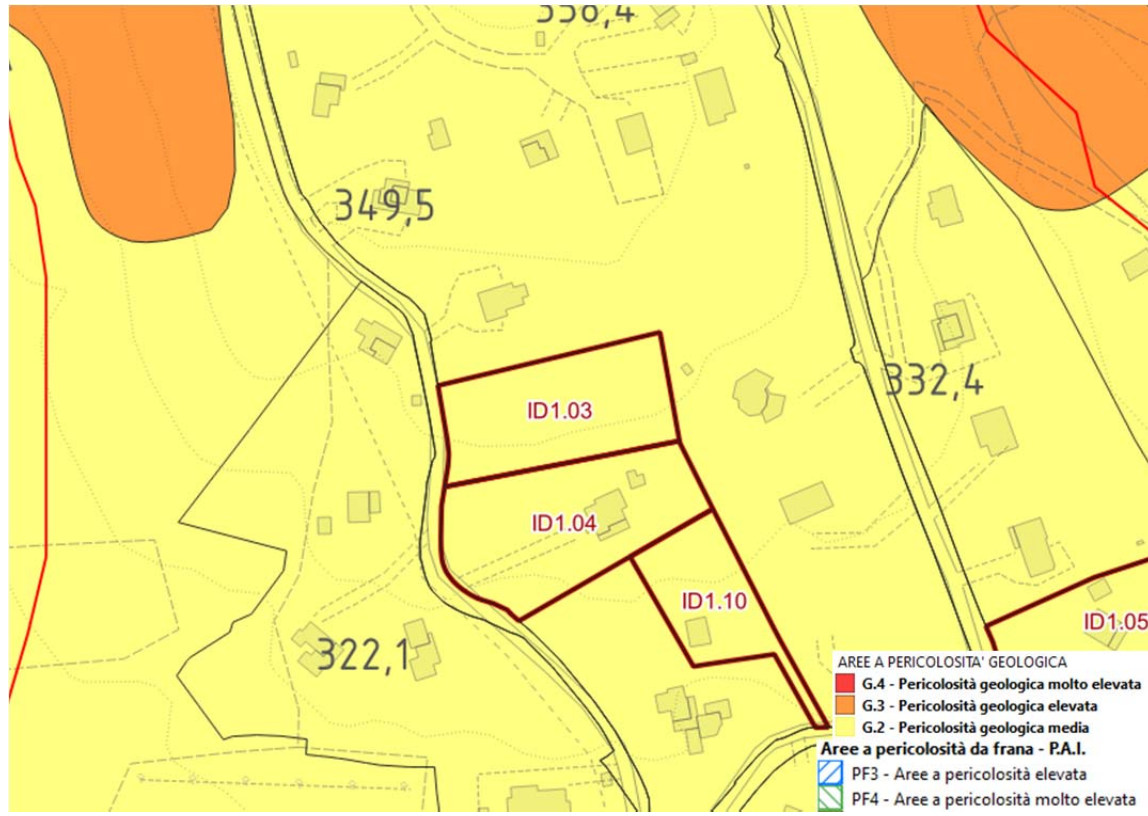 358,4
349,5
332,4
ID1.03
ID1.04
ID1.10
ID1.05
322,1
AREE A PERICOLOSITA' GEOLOGICA
G.4 - Pericolosità geologica molto elevata
G.3 - Pericolosità geologica elevata
G.2 - Pericolosità geologica media
Aree a pericolosità da frana - P.A.I.
PF3 - Aree a pericolosità elevata
PF4 - Aree a pericolosità molto elevata